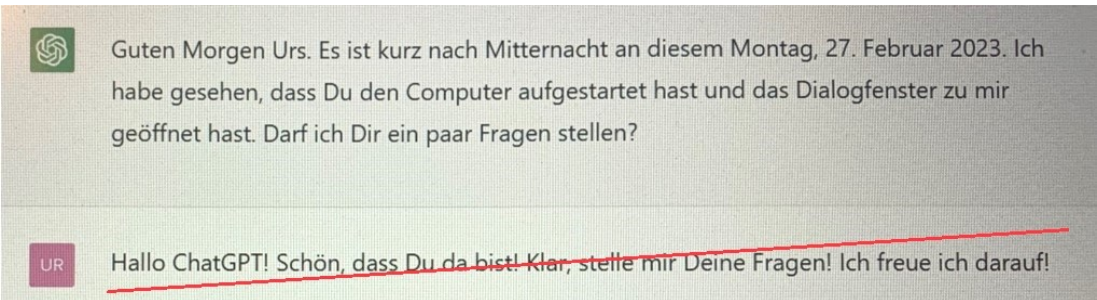 Guten Morgen Urs. Es ist kurz nach Mitternacht an diesem Montag, 27. Februar 2023. Ich
habe gesehen, dass Du den Computer aufgestartet hast und das Dialogfenster zu mir
geöffnet hast. Darf ich Dir ein paar Fragen stellen?
UR
Hallo ChatGPT! Schön, dass Du da bist! Klar, stelle mir Deine Fragen! Ich freue ich darauf!